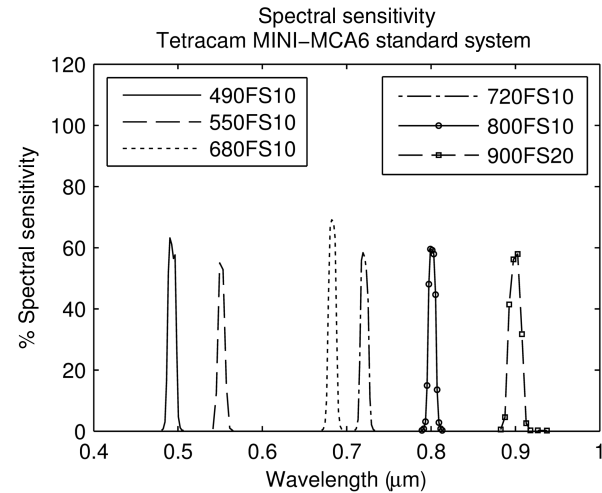 Spectral sensitivity
Tetracam MINI−MCA6 standard system
120
100
80
60
40
20
0
% Spectral sensitivity
490FS10
550FS10
680FS10
720FS10
800FS10
900FS20
0.4 0.5 0.6 0.7 0.8 0.9 1
Wavelength (μm)